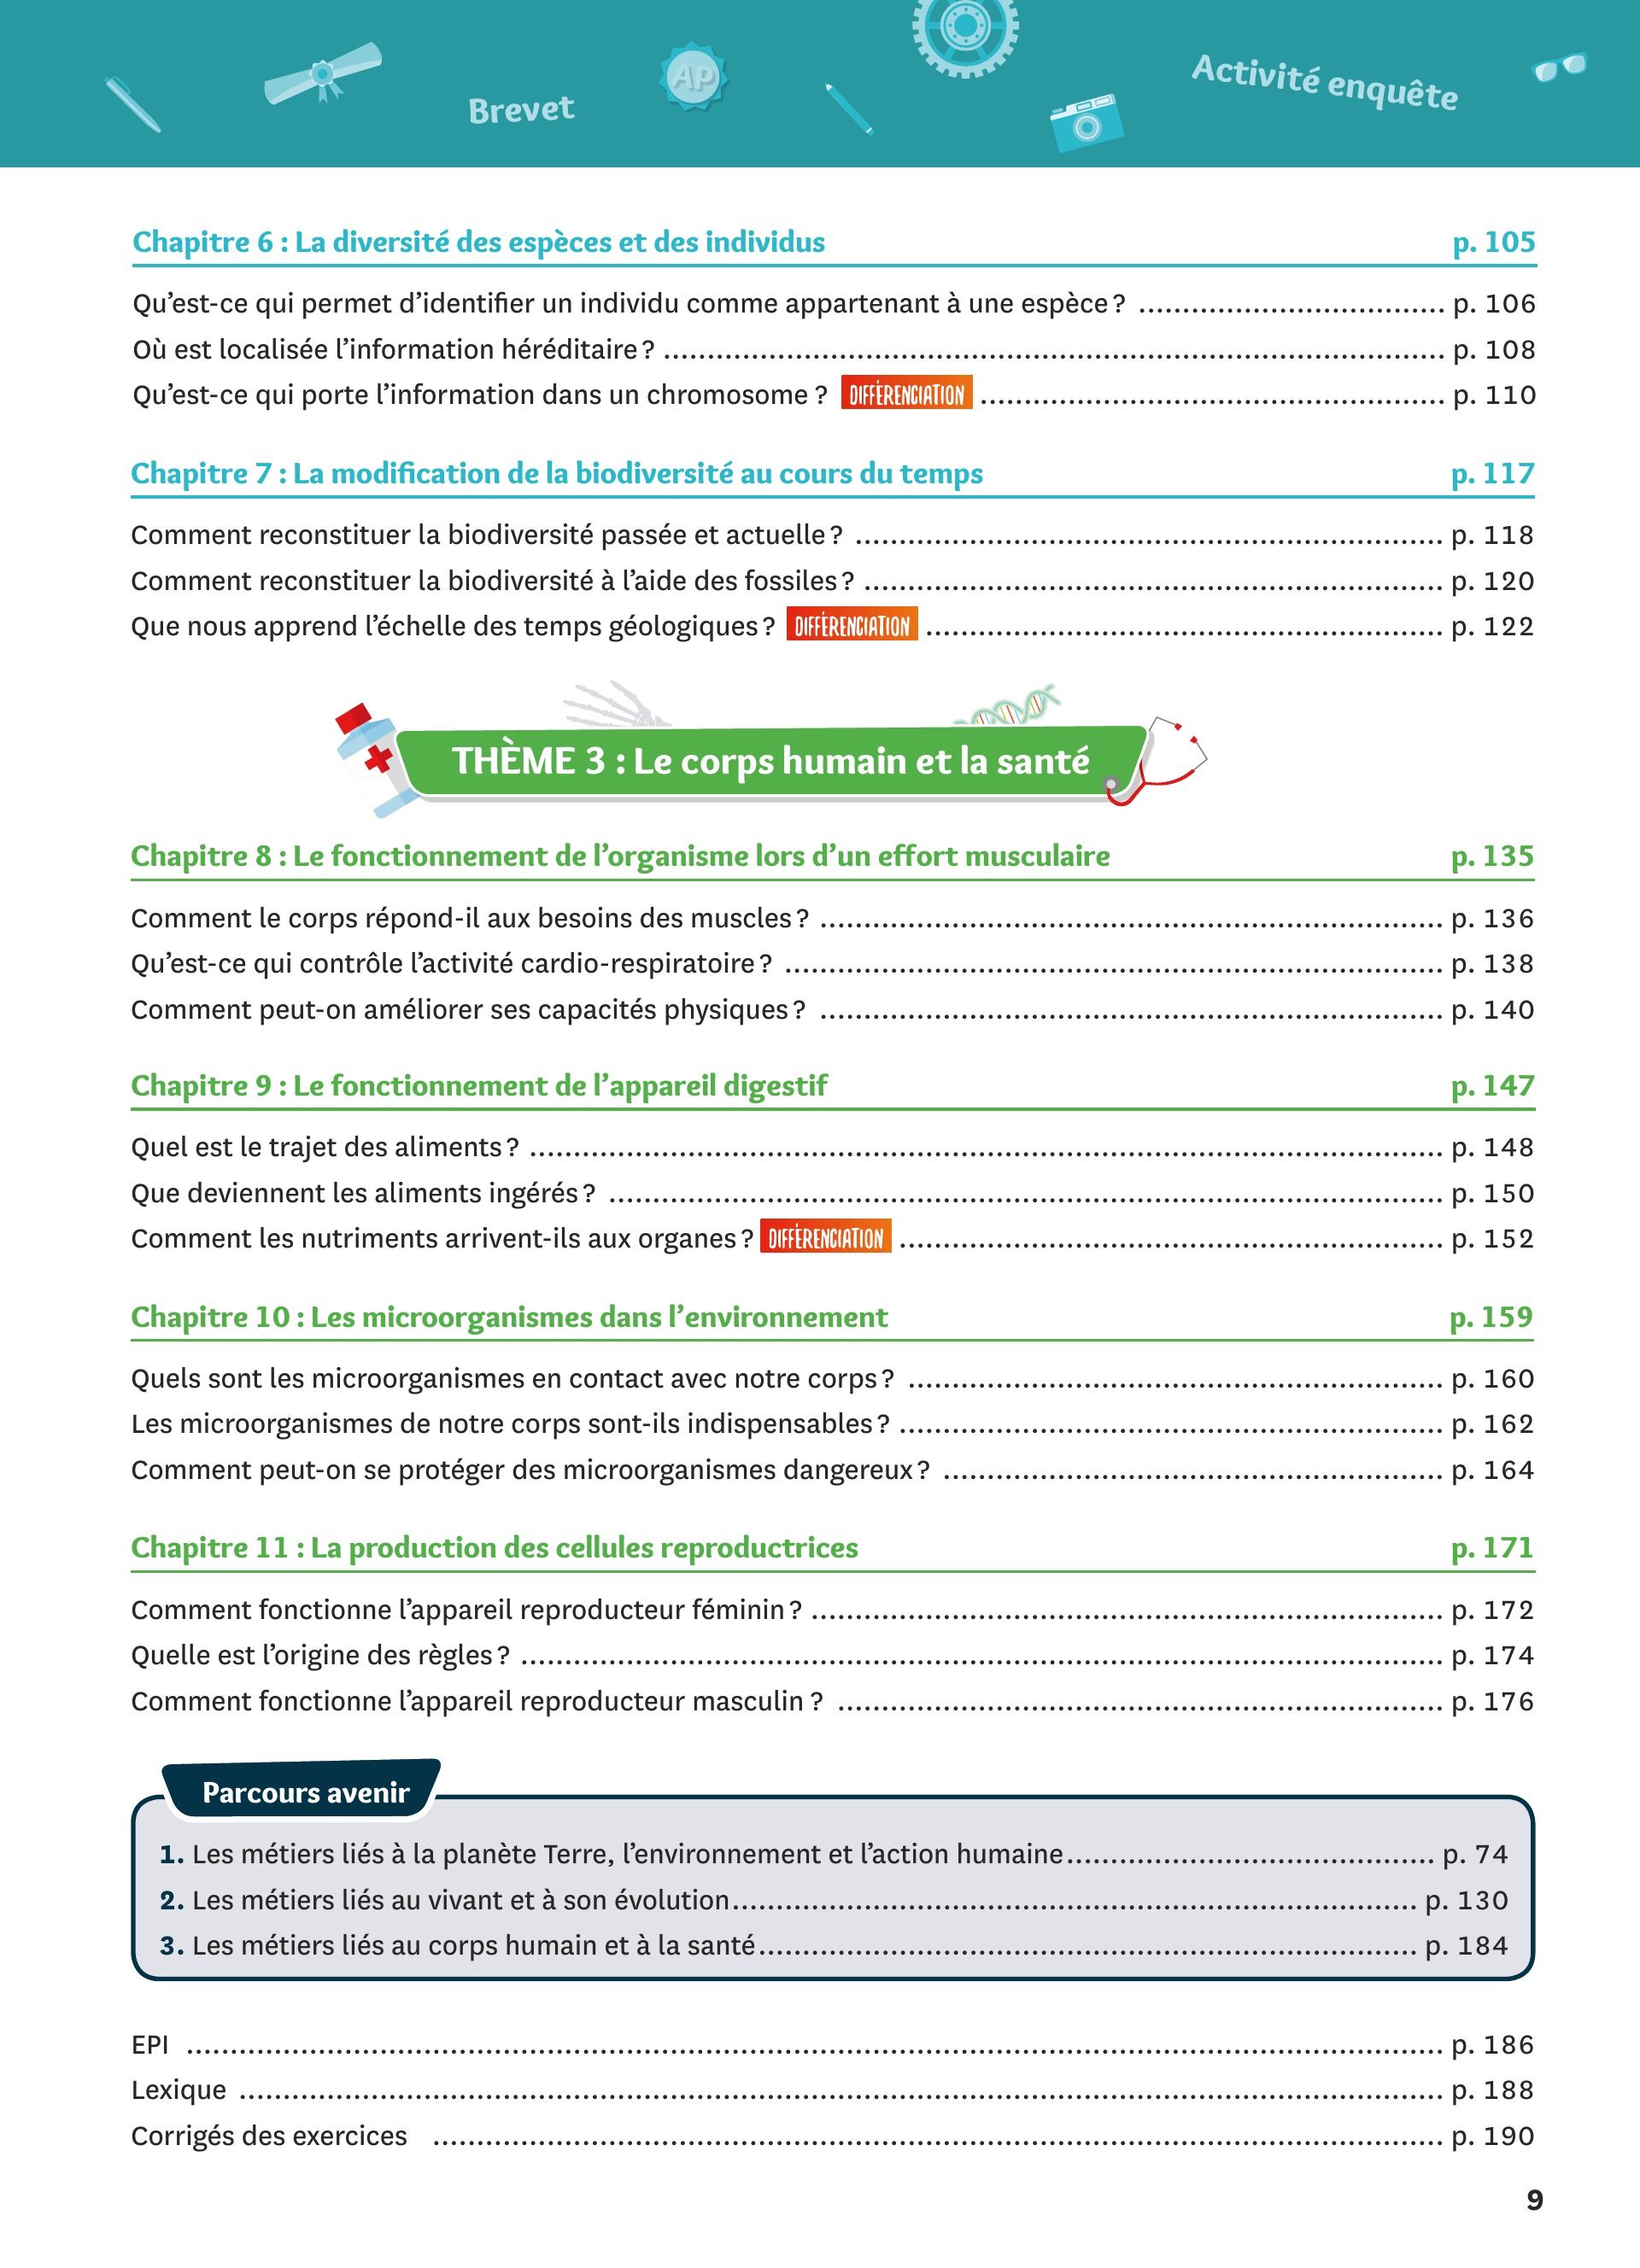 Brevet
AP
Activité enquête
Chapitre 6 : La diversité des espèces et des individus p. 105
Qu’est-ce qui permet d’identifier un individu comme appartenant à une espèce ? ................................... p. 106
Où est localisée l’information héréditaire ? ................................................................ p. 108
Qu’est-ce qui porte l’information dans un chromosome ? DIFFÉRENCIATION ................................ p. 110
Chapitre 7 : La modification de la biodiversité au cours du temps p. 117
Comment reconstituer la biodiversité passée et actuelle ? ................................................ p. 118
Comment reconstituer la biodiversité à l’aide des fossiles ? ............................................. p. 120
Que nous apprend l’échelle des temps géologiques ? DIFFÉRENCIATION ..................................... p. 122
THÈME 3 : Le corps humain et la santé
Chapitre 8 : Le fonctionnement de l’organisme lors d’un effort musculaire p. 135
Comment le corps répond-il aux besoins des muscles ? .................................................... p. 136
Qu’est-ce qui contrôle l’activité cardio-respiratoire ? .................................................. p. 138
Comment peut-on améliorer ses capacités physiques ? ..................................................... p. 140
Chapitre 9 : Le fonctionnement de l’appareil digestif p. 147
Quel est le trajet des aliments ? ........................................................................ p. 148
Que deviennent les aliments ingérés ? .................................................................... p. 150
Comment les nutriments arrivent-ils aux organes ? DIFFÉRENCIATION ....................................... p. 152
Chapitre 10 : Les microorganismes dans l’environnement p. 159
Quels sont les microorganismes en contact avec notre corps ? ............................................. p. 160
Les microorganismes de notre corps sont-ils indispensables ? ............................................. p. 162
Comment peut-on se protéger des microorganismes dangereux ? .............................................. p. 164
Chapitre 11 : La production des cellules reproductrices p. 171
Comment fonctionne l’appareil reproducteur féminin ? ..................................................... p. 172
Quelle est l’origine des règles ? ........................................................................ p. 174
Comment fonctionne l’appareil reproducteur masculin ? .................................................... p. 176
Parcours avenir
1. Les métiers liés à la planète Terre, l’environnement et l’action humaine .............................. p. 74
2. Les métiers liés au vivant et à son évolution ......................................................... p. 130
3. Les métiers liés au corps humain et à la santé ........................................................ p. 184
EPI ...................................................................................................... p. 186
Lexique .................................................................................................. p. 188
Corrigés des exercices ................................................................................... p. 190
9